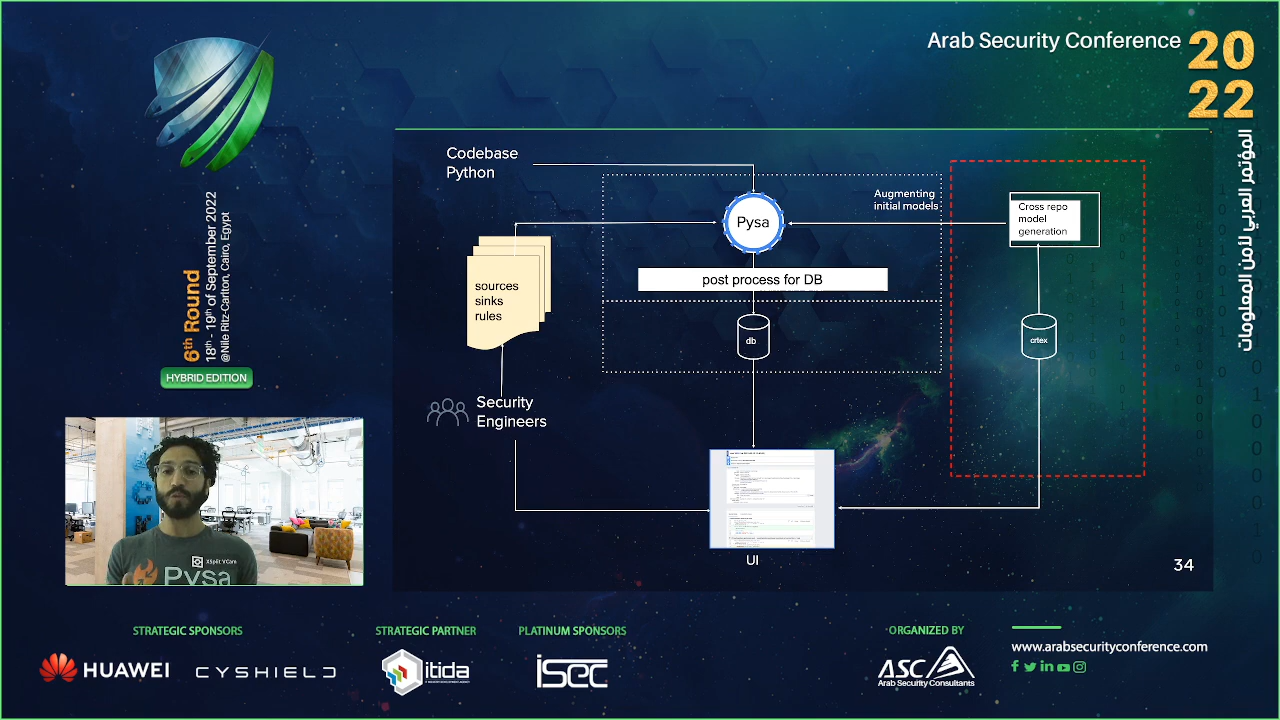 Arab Security Conference
20
22
المؤتمر العربي لأمن المعلومات
6th Round
18th - 19th of September 2022
@Nile Ritz-Carlton, Cairo, Egypt
HYBRID EDITION
Codebase
Python
Pysa
Augmenting
initial models
Cross repo
model
generation
sources
sinks
rules
post process for DB
db
crtex
Security
Engineers
UI
34
XSplit VCam
Pysa
STRATEGIC SPONSORS
HUAWEI
CYSHIELD
STRATEGIC PARTNER
itida
PLATINUM SPONSORS
isec
ORGANIZED BY
ASC
Arab Security Consultants
www.arabsecurityconference.com